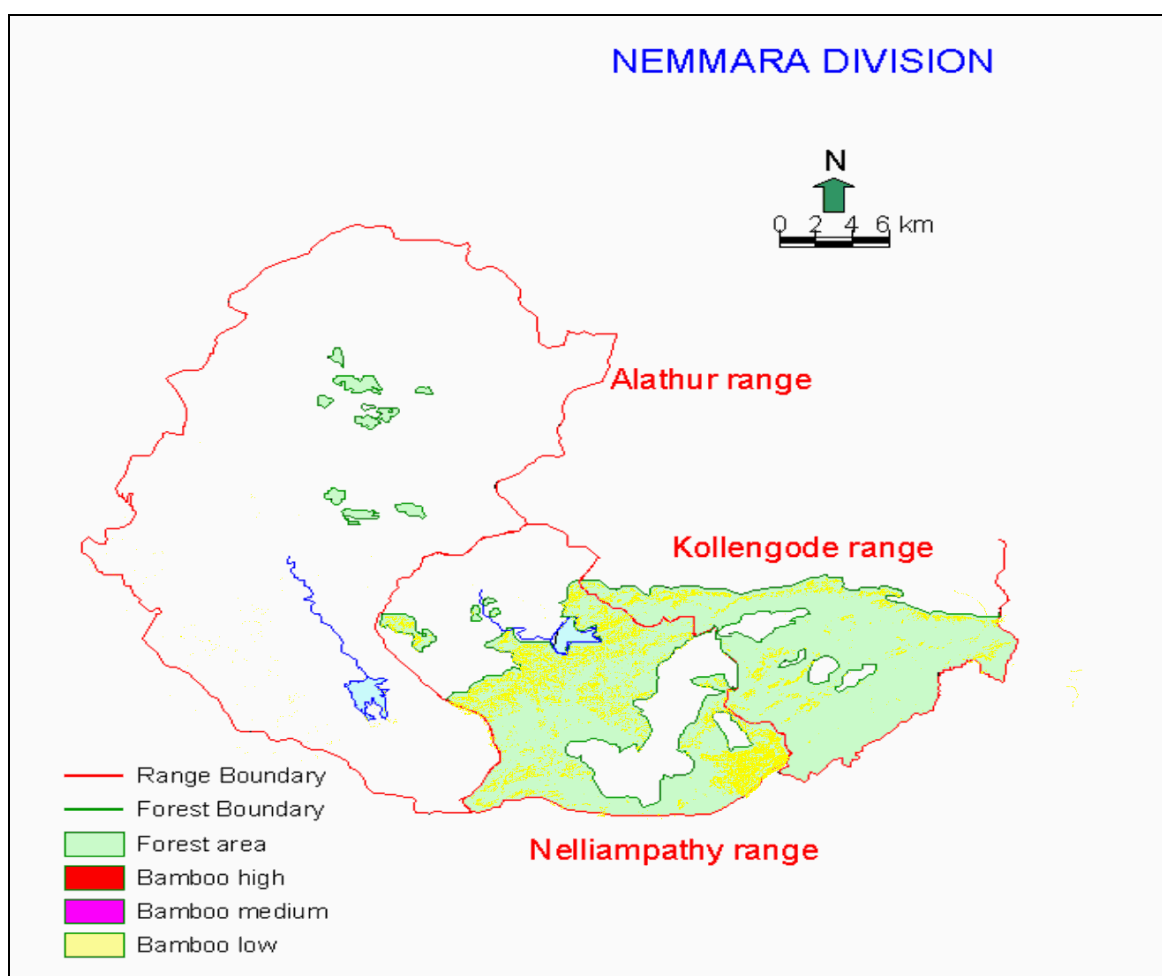 NEMMARA DIVISION
N
0 2 4 6 km
Alathur range
Kollengode range
Nelliampathy range
Range Boundary
Forest Boundary
Forest area
Bamboo high
Bamboo medium
Bamboo low